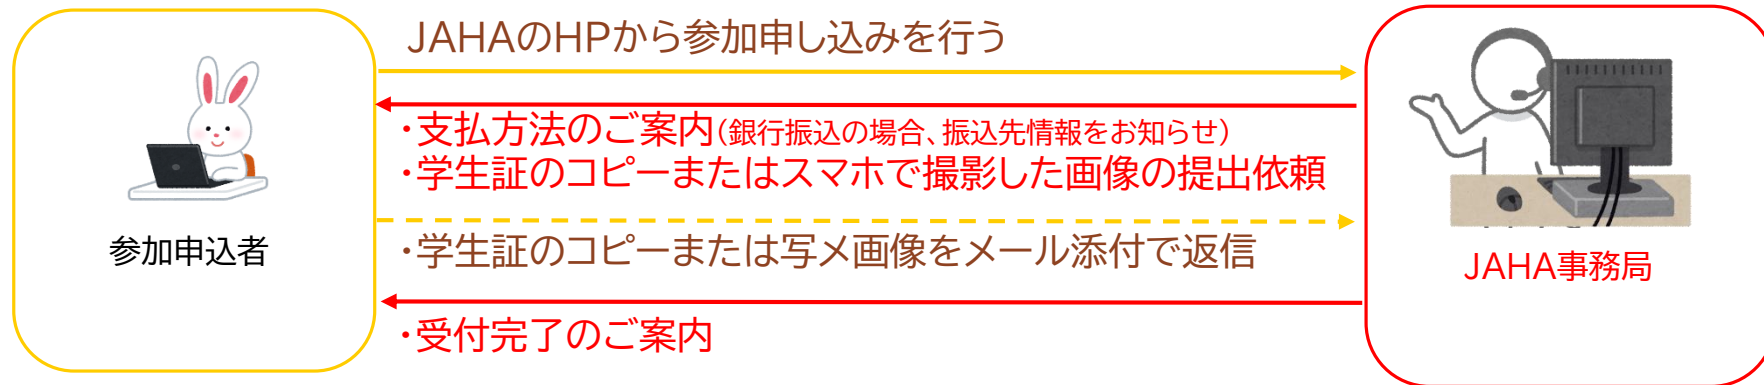 JAHAのHPから参加申し込みを行う
・支払方法のご案内(銀行振込の場合、振込先情報をお知らせ)
・学生証のコピーまたはスマホで撮影した画像の提出依頼
・学生証のコピーまたは写メ画像をメール添付で返信
・受付完了のご案内
参加申込者
JAHA事務局